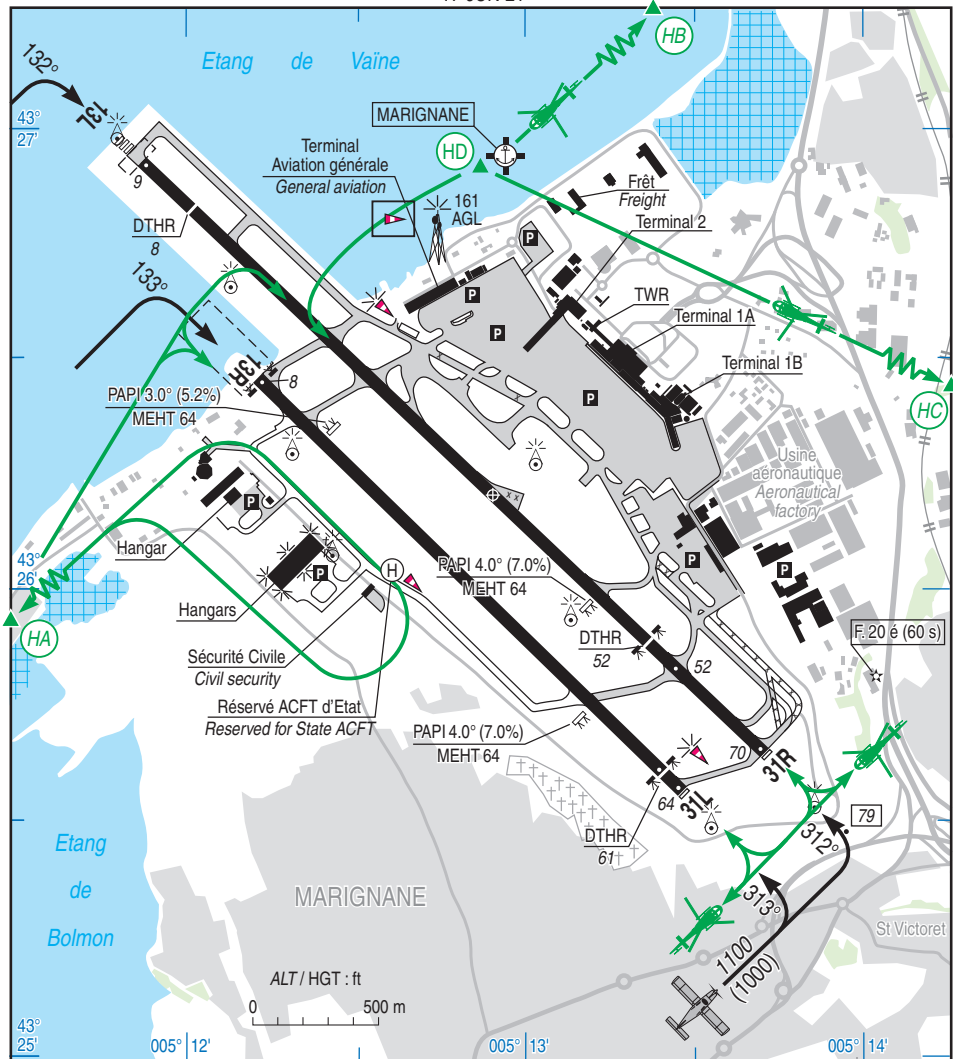 Etang de Vaïne
HB
132°
13L
43°
27'
MARIGNANE
HD
Terminal
Aviation générale
General aviation
161
AGL
Frêt
Freight
Terminal 2
9
DTHR
8
P
TWR
Terminal 1A
133°
P
P
Terminal 1B
13R
8
PAPI 3.0° (5.2%)
MEHT 64
P
HC
Usine
aéronautique
Aeronautical
factory
P
Hangar
x x
43°
26'
P
H
PAPI 4.0° (7.0%)
MEHT 64
P
P
Hangars
HA
DTHR
52
52
F. 20 é (60 s)
Sécurité Civile
Civil security
Réservé ACFT d'Etat
Reserved for State ACFT
PAPI 4.0° (7.0%)
MEHT 64
70
31R
64
31L
DTHR
61
79
312°
313°
Etang
de
Bolmon
MARIGNANE
St Victoret
1100
(1000)
ALT / HGT : ft
0 500 m
43°
25'
005° 12'
005° 13'
005° 14'